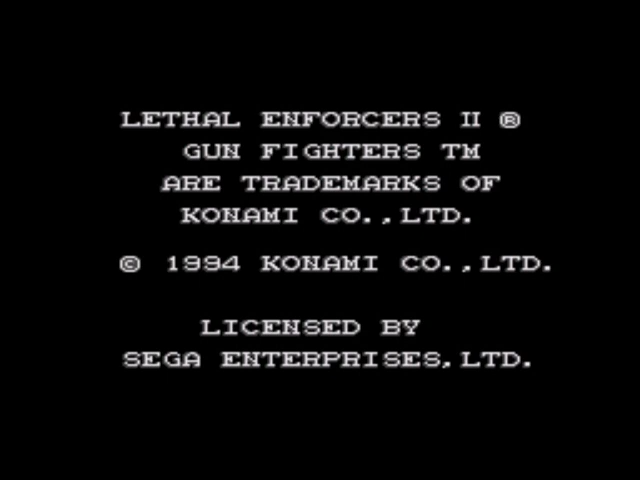 LETHAL ENFORCERS II ®
GUN FIGHTERS TM
ARE TRADEMARKS OF
KONAMI CO.,LTD.
© 1994 KONAMI CO.,LTD.
LICENSED BY
SEGA ENTERPRISES,LTD.